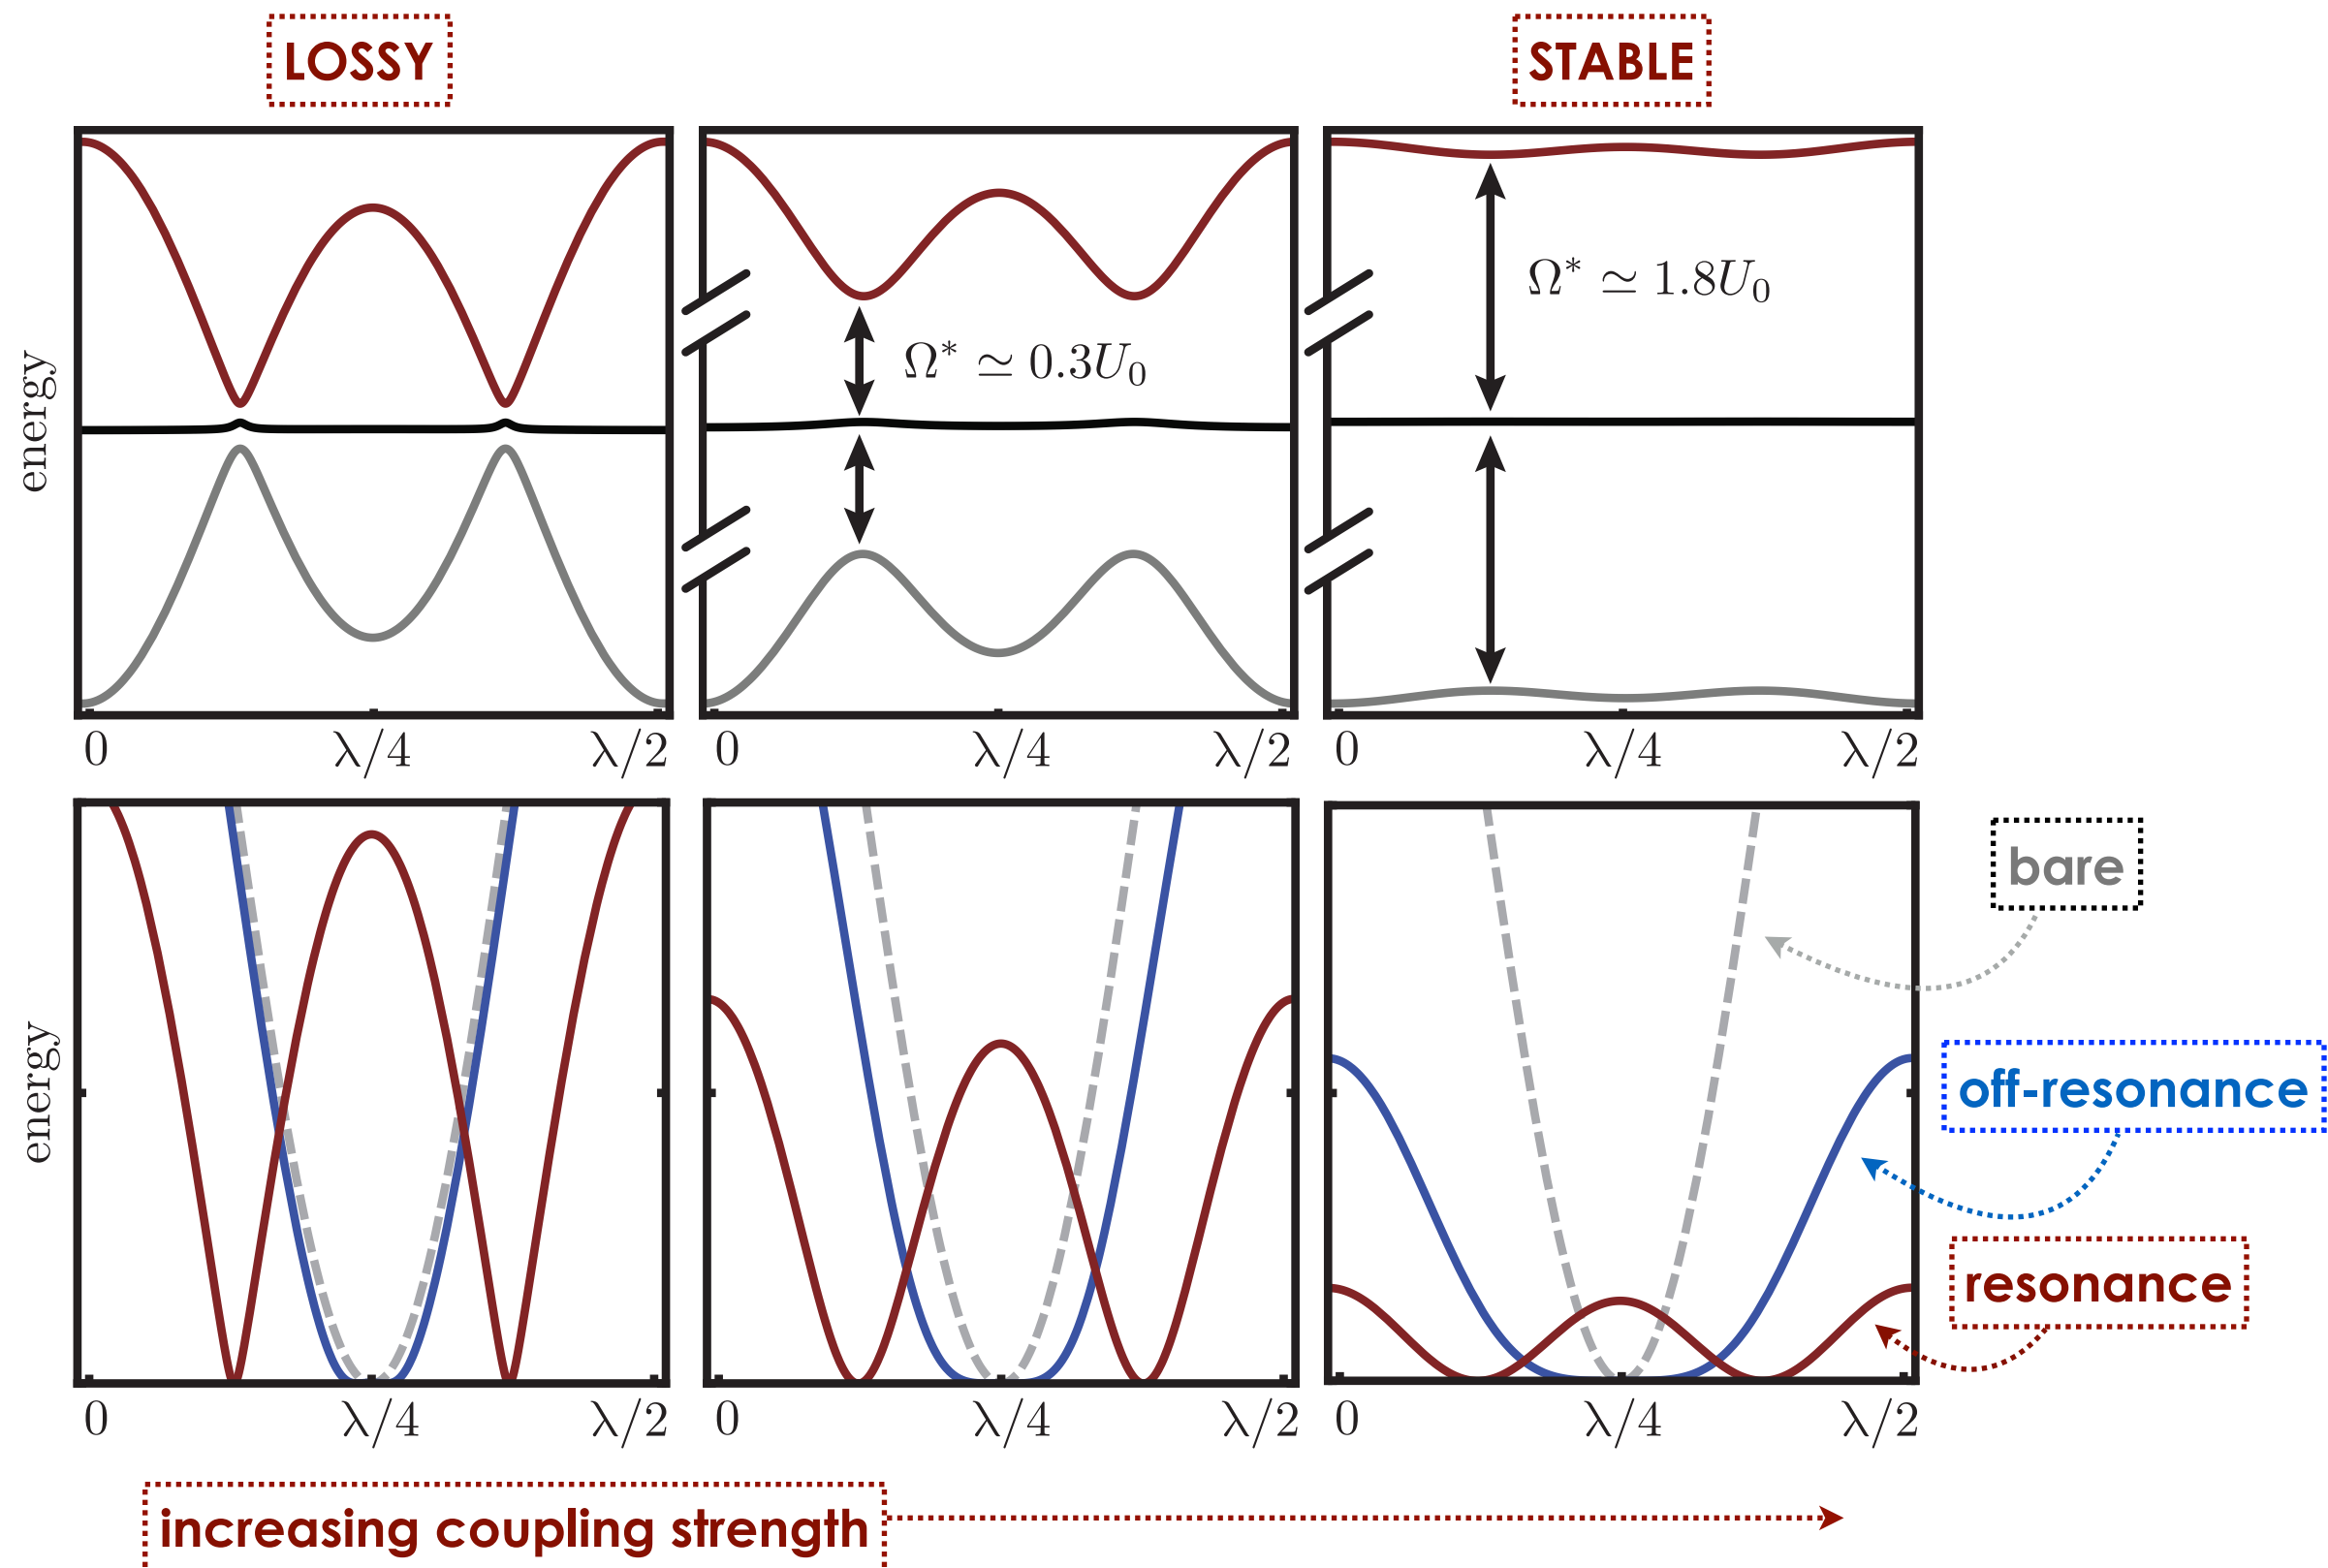 LOSSY
STABLE
energy
Ω* ≃ 0.3U₀
Ω* ≃ 1.8U₀
0 λ/4 λ/2
0 λ/4 λ/2
0 λ/4 λ/2
energy
bare
off-resonance
resonance
0 λ/4 λ/2
0 λ/4 λ/2
0 λ/4 λ/2
increasing coupling strength